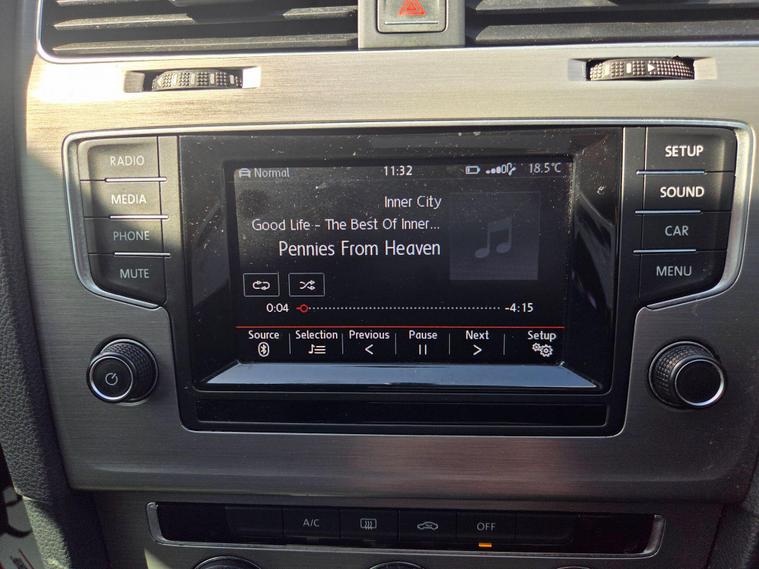 RADIO
MEDIA
PHONE
MUTE
Normal 11:32 18.5°C
Inner City
Good Life - The Best Of Inner...
Pennies From Heaven
0:04 -4:15
Source Selection Previous Pause Next Setup
SETUP
SOUND
CAR
MENU
A/C OFF